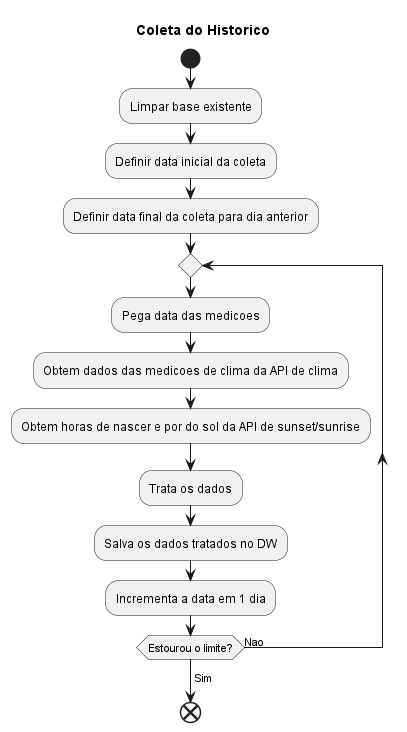 Coleta do Historico
Limpar base existente
Definir data inicial da coleta
Definir data final da coleta para dia anterior
Pega data das medicoes
Obtem dados das medicoes de clima da API de clima
Obtem horas de nascer e por do sol da API de sunset/sunrise
Trata os dados
Salva os dados tratados no DW
Incrementa a data em 1 dia
Estourou o limite?
Nao
Sim